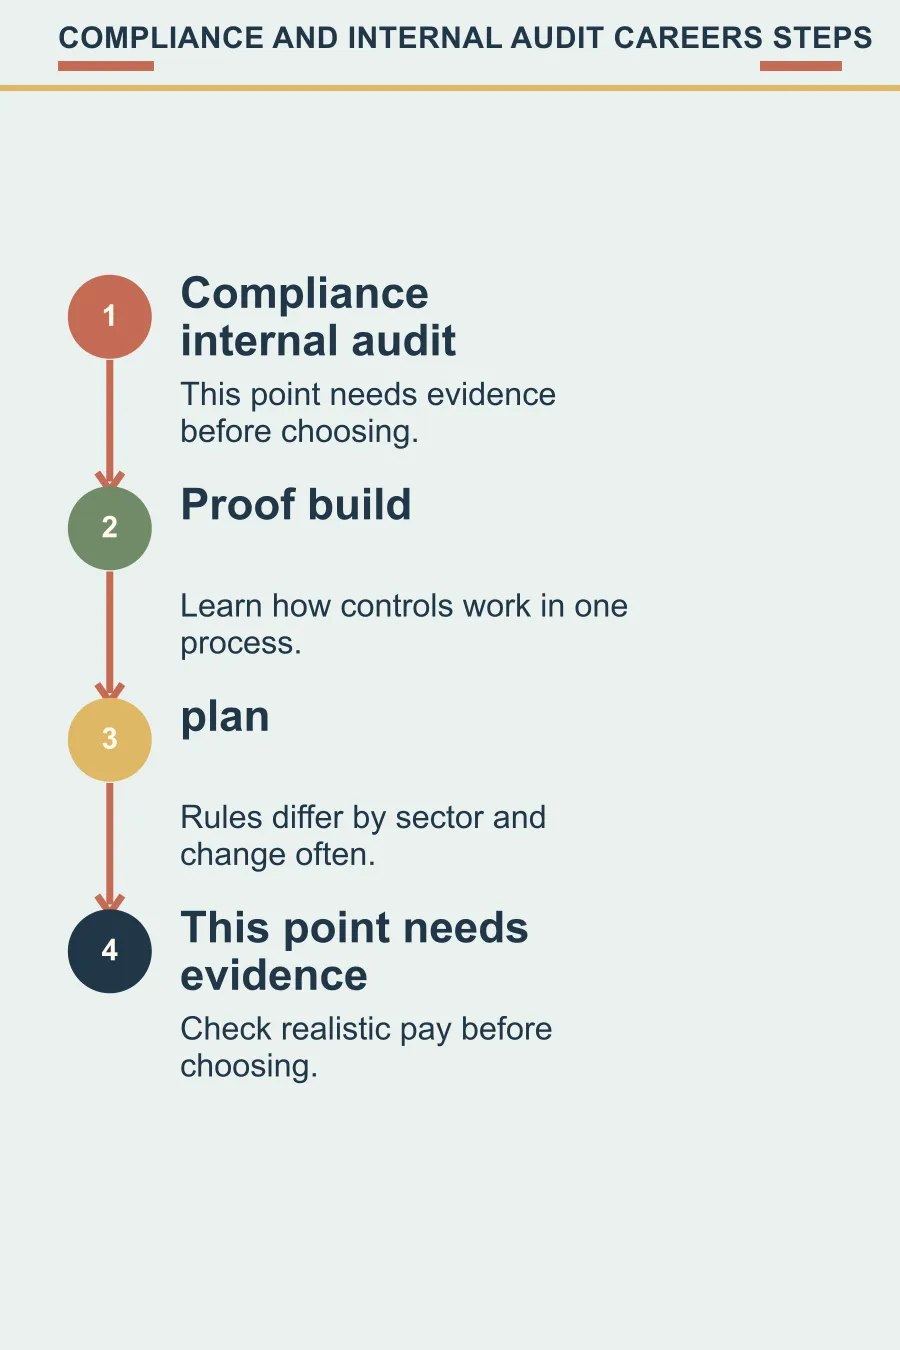 COMPLIANCE AND INTERNAL AUDIT CAREERS STEPS
1
Compliance
internal audit
This point needs evidence
before choosing.
2
Proof build
Learn how controls work in one
process.
3
plan
Rules differ by sector and
change often.
4
This point needs
evidence
Check realistic pay before
choosing.